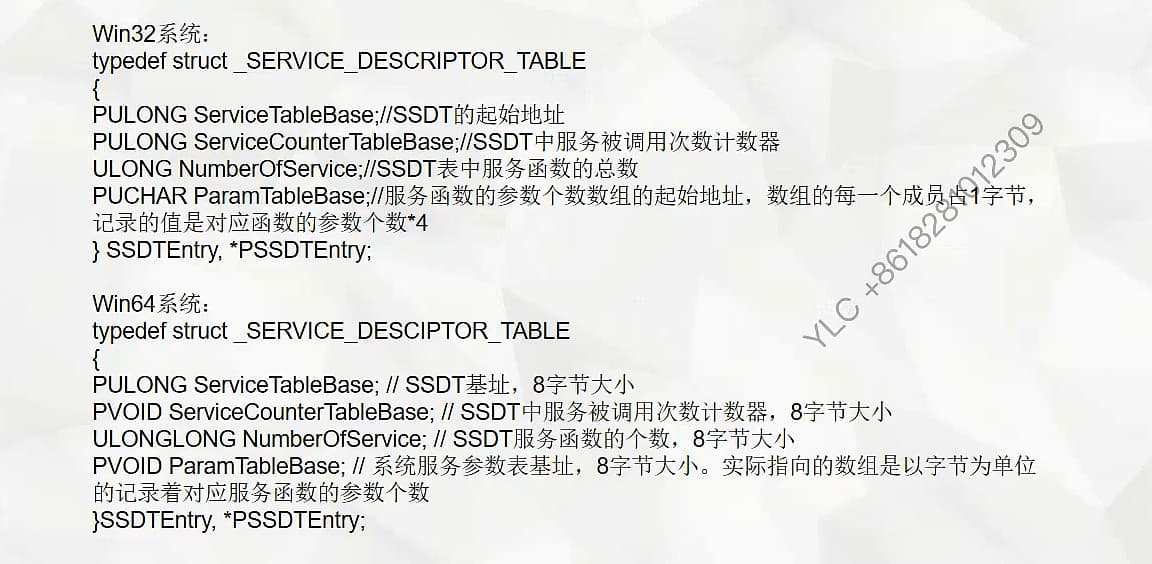 Win32系统：
typedef struct _SERVICE_DESCRIPTOR_TABLE
{
PULONG ServiceTableBase;//SSDT的起始地址
PULONG ServiceCounterTableBase;//SSDT中服务被调用次数计数器
ULONG NumberOfService;//SSDT表中服务函数的总数
PUCHAR ParamTableBase;//服务函数的参数个数数组的起始地址，数组的每一个成员占1字节，
记录的值是对应函数的参数个数*4
} SSDTEntry, *PSSDTEntry;
Win64系统：
typedef struct _SERVICE_DESCIPTOR_TABLE
{
PULONG ServiceTableBase; // SSDT基址，8字节大小
PVOID ServiceCounterTableBase; // SSDT中服务被调用次数计数器，8字节大小
ULONGLONG NumberOfService; // SSDT服务函数的个数，8字节大小
PVOID ParamTableBase; // 系统服务参数表基址，8字节大小。实际指向的数组是以字节为单位
的记录着对应服务函数的参数个数
}SSDTEntry, *PSSDTEntry;
YLC +8618281012309